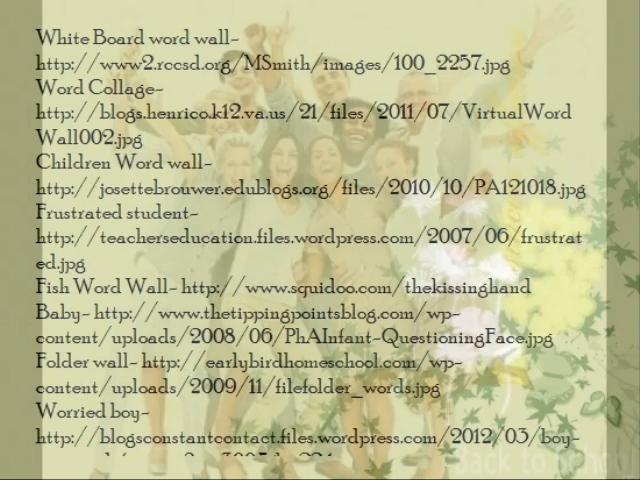 White Board word wall-
http://www2.rccsd.org/MSmith/images/100_2257.jpg
Word Collage-
http://blogs.henrico.k12.va.us/21/files/2011/07/VirtualWord
Wall002.jpg
Children Word wall-
http://josettebrouwer.edublogs.org/files/2010/10/PA121018.jpg
Frustrated student-
http://teacherseducation.files.wordpress.com/2007/06/frustrat
ed.jpg
Fish Word Wall- http://www.squidoo.com/thekissinghand
Baby- http://www.thetippingpointsblog.com/wp-
content/uploads/2008/06/PhAInfant-QuestioningFace.jpg
Folder wall- http://earlybirdhomeschool.com/wp-
content/uploads/2009/11/filefolder_words.jpg
Worried boy-
http://blogsconstantcontact.files.wordpress.com/2012/03/boy-
Back to School